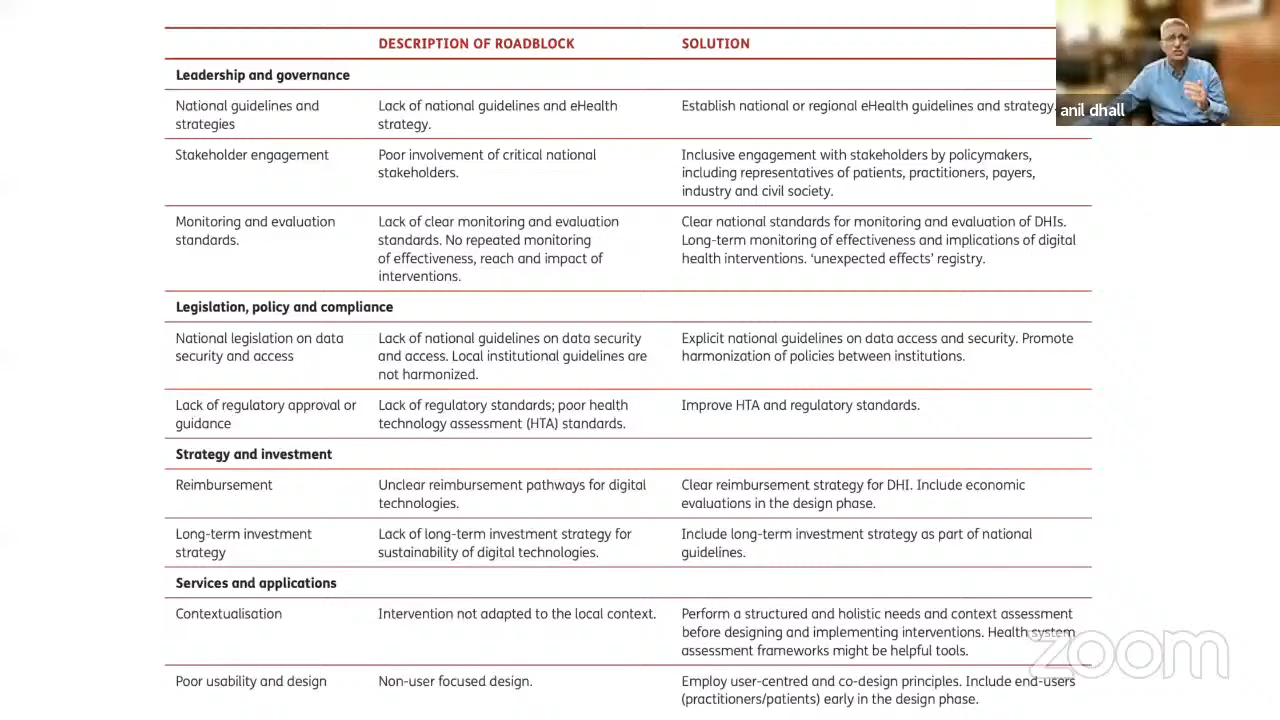 DESCRIPTION OF ROADBLOCK SOLUTION
Leadership and governance
National guidelines and
strategies
Lack of national guidelines and eHealth
strategy.
Establish national or regional eHealth guidelines and strategy.
Stakeholder engagement
Poor involvement of critical national
stakeholders.
Inclusive engagement with stakeholders by policymakers,
including representatives of patients, practitioners, payers,
industry and civil society.
Monitoring and evaluation
standards.
Lack of clear monitoring and evaluation
standards. No repeated monitoring
of effectiveness, reach and impact of
interventions.
Clear national standards for monitoring and evaluation of DHIs.
Long-term monitoring of effectiveness and implications of digital
health interventions. ‘unexpected effects’ registry.
Legislation, policy and compliance
National legislation on data
security and access
Lack of national guidelines on data security
and access. Local institutional guidelines are
not harmonized.
Explicit national guidelines on data access and security. Promote
harmonization of policies between institutions.
Lack of regulatory approval or
guidance
Lack of regulatory standards; poor health
technology assessment (HTA) standards.
Improve HTA and regulatory standards.
Strategy and investment
Reimbursement
Unclear reimbursement pathways for digital
technologies.
Clear reimbursement strategy for DHI. Include economic
evaluations in the design phase.
Long-term investment
strategy
Lack of long-term investment strategy for
sustainability of digital technologies.
Include long-term investment strategy as part of national
guidelines.
Services and applications
Contextualisation
Intervention not adapted to the local context.
Perform a structured and holistic needs and context assessment
before designing and implementing interventions. Health system
assessment frameworks might be helpful tools.
Poor usability and design
Non-user focused design.
Employ user-centred and co-design principles. Include end-users
(practitioners/patients) early in the design phase.
anil dhall
zoom